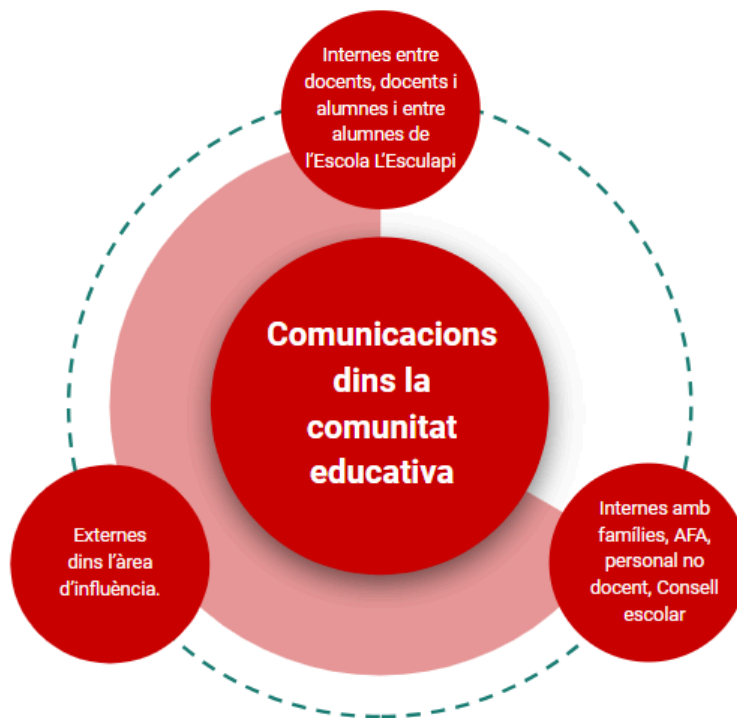 Internes entre
docents, docents i
alumnes i entre
alumnes de
l'Escola L'Esculapi
Comunicacions
dins la
comunitat
educativa
Externes
dins l'àrea
d'influència.
Internes amb
famílies, AFA,
personal no
docent, Consell
escolar